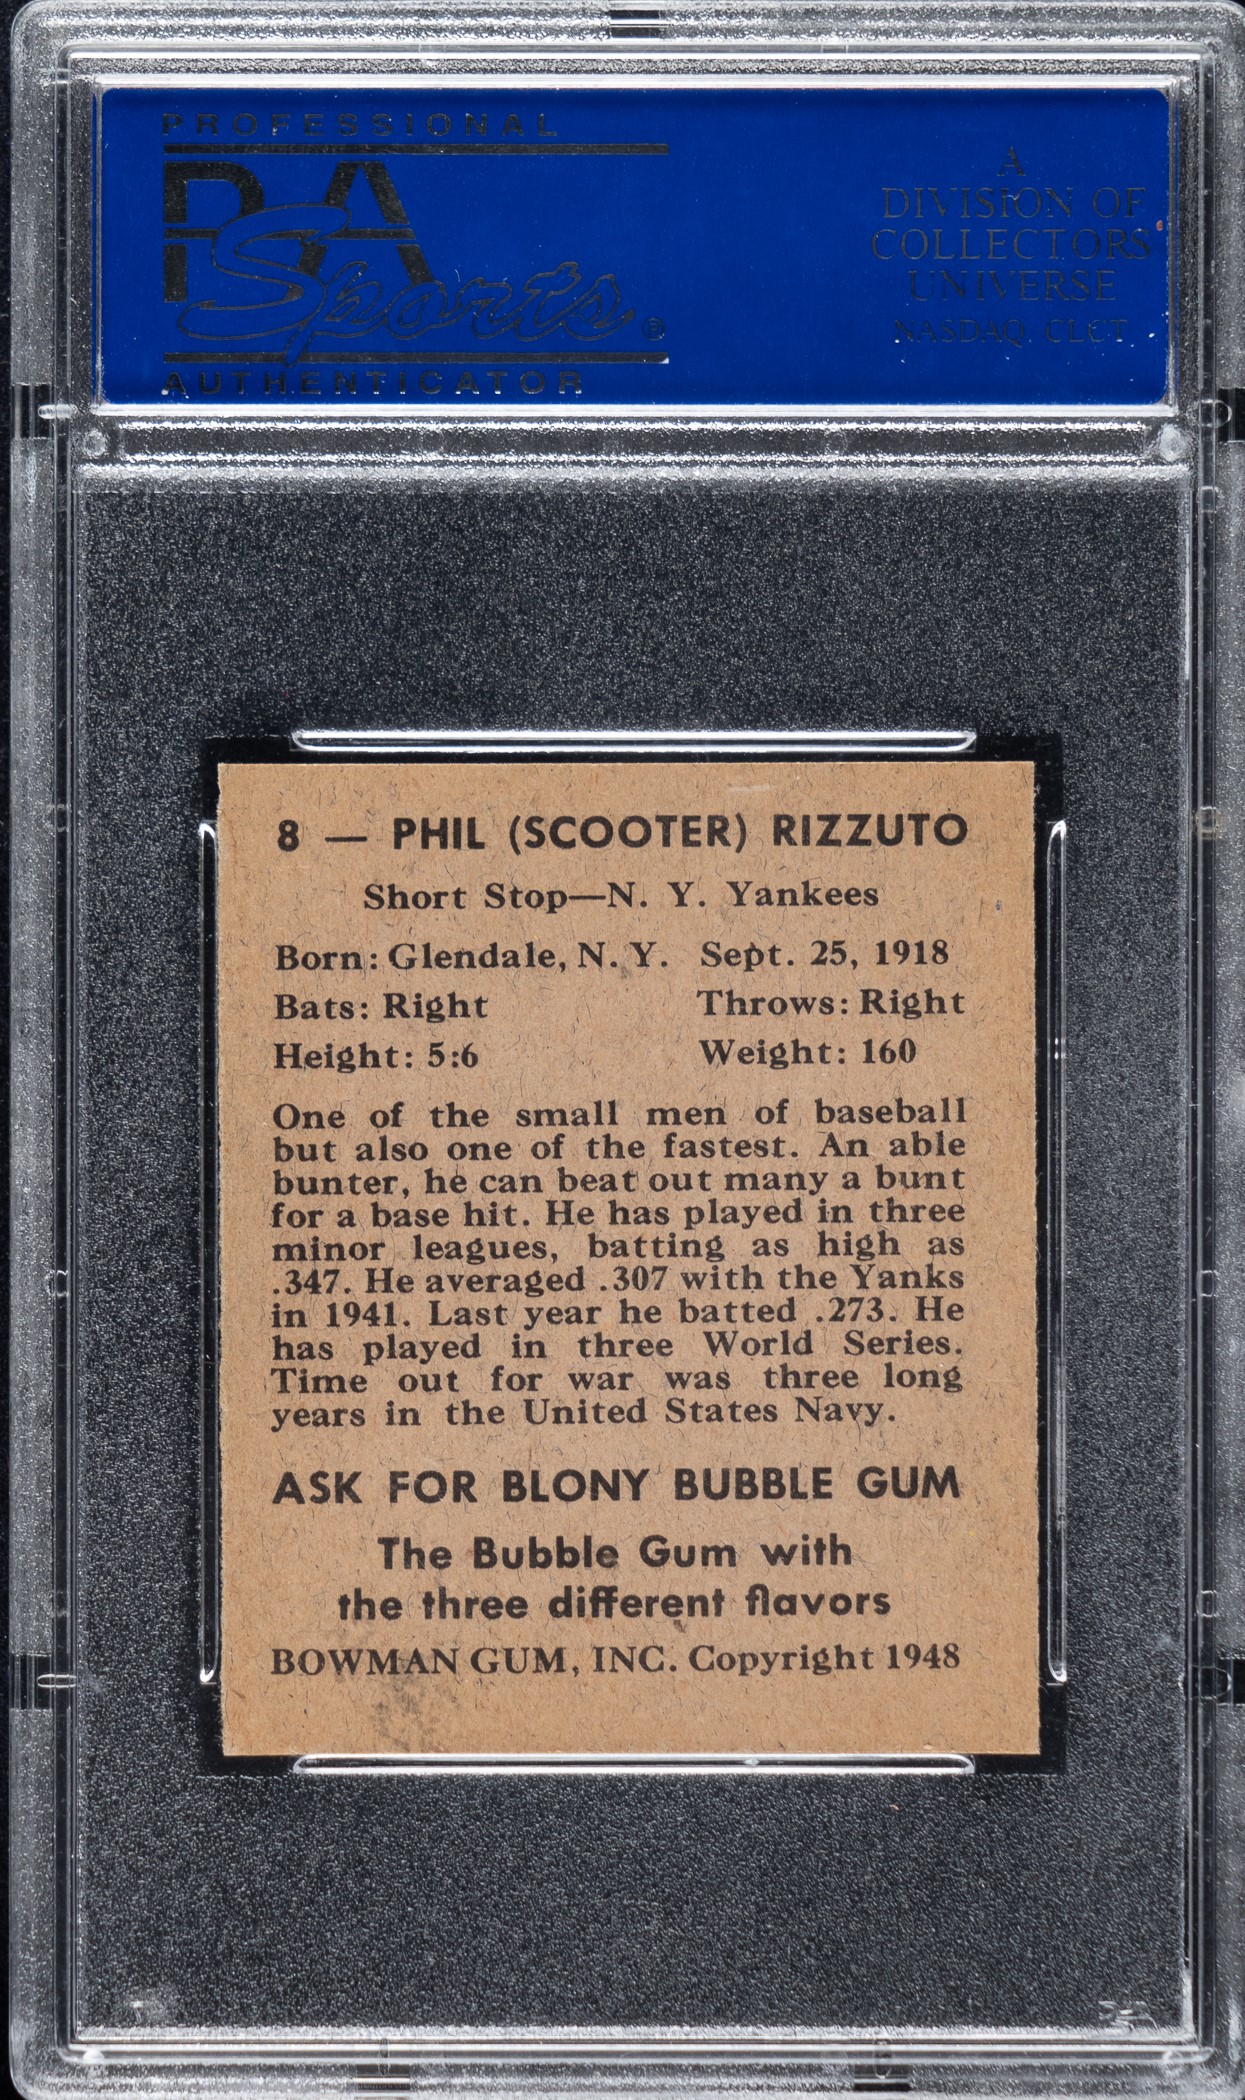 PROFESSIONAL
PSA
Sports ®
AUTHENTICATOR
A
DIVISION OF
COLLECTORS
UNIVERSE
NASDAQ CLCT
8 — PHIL (SCOOTER) RIZZUTO
Short Stop—N. Y. Yankees
Born: Glendale, N. Y. Sept. 25, 1918
Bats: Right Throws: Right
Height: 5:6 Weight: 160
One of the small men of baseball
but also one of the fastest. An able
bunter, he can beat out many a bunt
for a base hit. He has played in three
minor leagues, batting as high as
.347. He averaged .307 with the Yanks
in 1941. Last year he batted .273. He
has played in three World Series.
Time out for war was three long
years in the United States Navy.
ASK FOR BLONY BUBBLE GUM
The Bubble Gum with
the three different flavors
BOWMAN GUM, INC. Copyright 1948